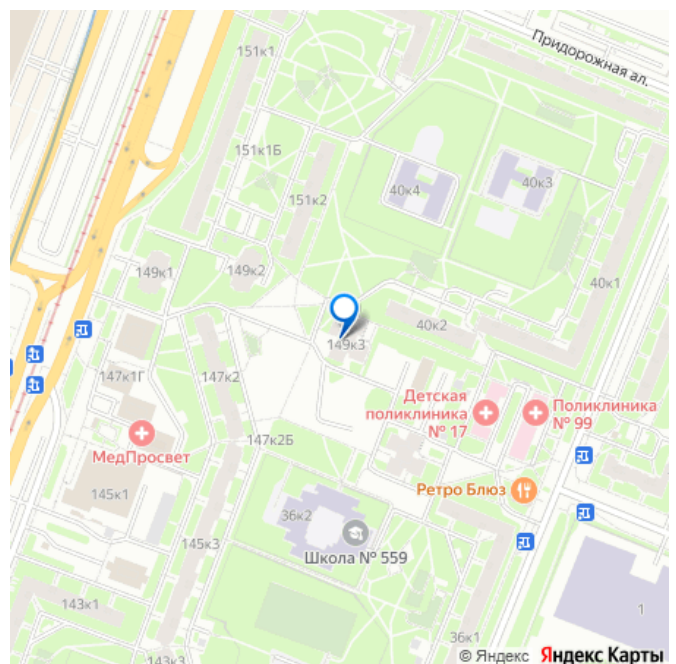 Придорожная ал.
151к1
151к1Б
40к4
40к3
151к2
149к1
149к2
40к1
40к2
149к3
147к1Г
147к2
Детская
поликлиника
№ 17
Поликлиника
№ 99
МедПросвет
147к2Б
Ретро Блюз
145к1
36к2
145к3
Школа № 559
143к1
1
36к1
143к3
© Яндекс Яндекс Карты